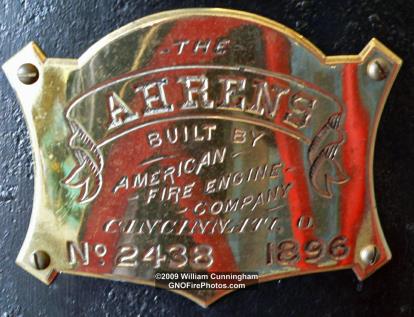 THE
AHRENS
BUILT BY
AMERICAN
FIRE ENGINE
COMPANY
CINCINNATI, O.
No 2438 1896
©2009 William Cunningham
GNOFirePhotos.com